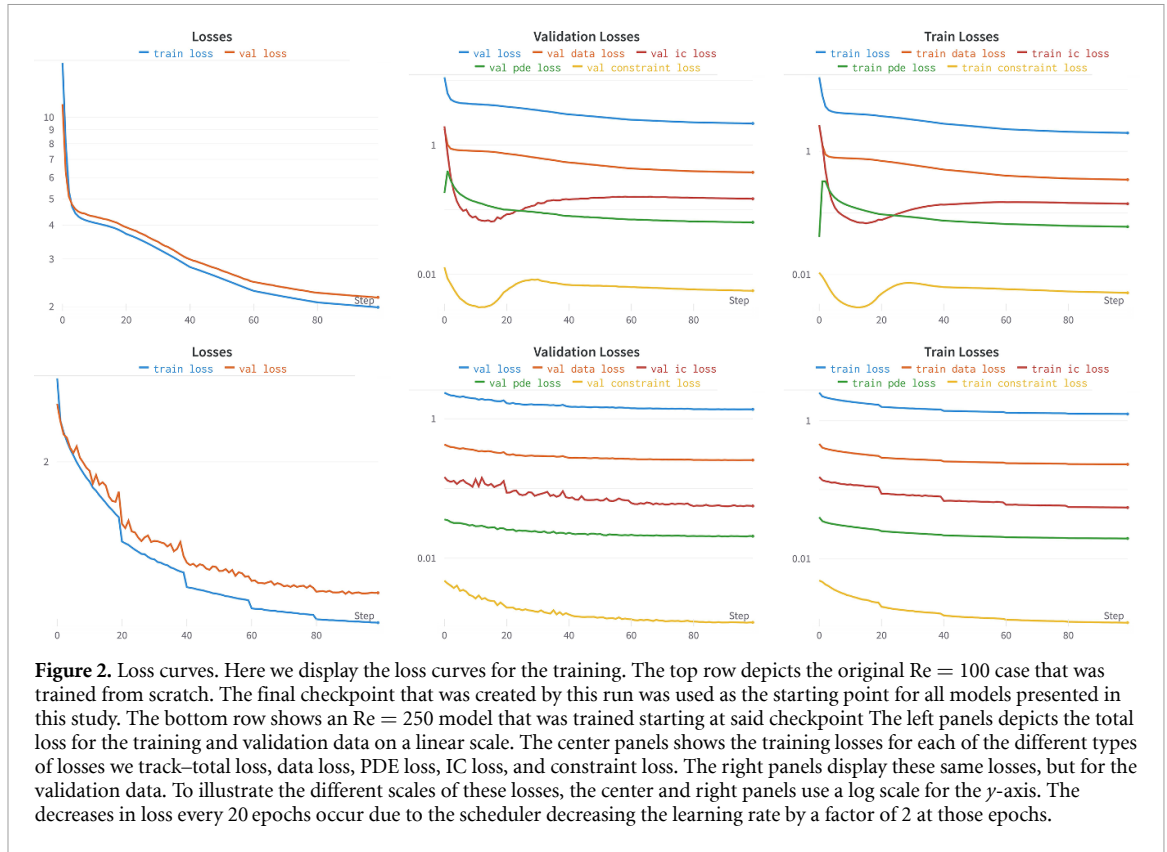 Losses
train loss val loss
10
9
8
7
6
5
4
3
2
0 20 40 60 80
Step
Validation Losses
val loss val data loss val ic loss
val pde loss val constraint loss
1
0.01
0 20 40 60 80
Step
Train Losses
train loss train data loss train ic loss
train pde loss train constraint loss
1
0.01
0 20 40 60 80
Step
Losses
train loss val loss
2
0 20 40 60 80
Step
Validation Losses
val loss val data loss val ic loss
val pde loss val constraint loss
1
0.01
0 20 40 60 80
Step
Train Losses
train loss train data loss train ic loss
train pde loss train constraint loss
1
0.01
0 20 40 60 80
Step
Figure 2. Loss curves. Here we display the loss curves for the training. The top row depicts the original Re = 100 case that was
trained from scratch. The final checkpoint that was created by this run was used as the starting point for all models presented in
this study. The bottom row shows an Re = 250 model that was trained starting at said checkpoint The left panels depicts the total
loss for the training and validation data on a linear scale. The center panels shows the training losses for each of the different types
of losses we track–total loss, data loss, PDE loss, IC loss, and constraint loss. The right panels display these same losses, but for the
validation data. To illustrate the different scales of these losses, the center and right panels use a log scale for the y-axis. The
decreases in loss every 20 epochs occur due to the scheduler decreasing the learning rate by a factor of 2 at those epochs.